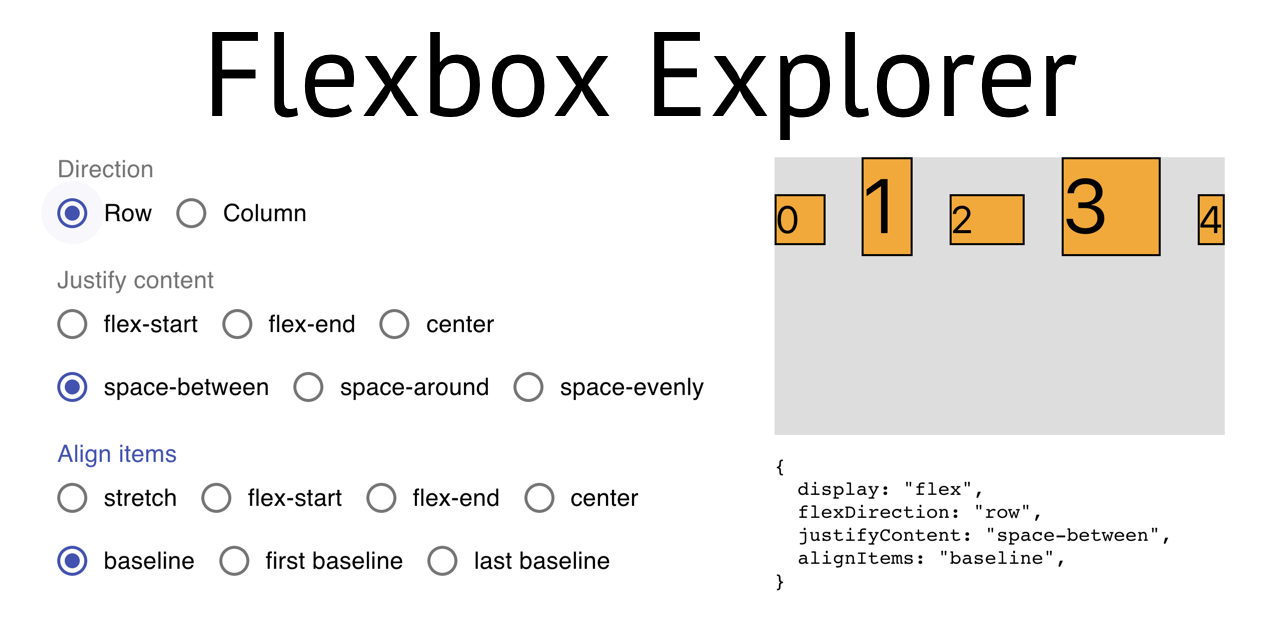 Flexbox Explorer
Direction
Row Column
Justify content
flex-start flex-end center
space-between space-around space-evenly
Align items
stretch flex-start flex-end center
baseline first baseline last baseline
0 1 2 3 4
{
  display: "flex",
  flexDirection: "row",
  justifyContent: "space-between",
  alignItems: "baseline",
}